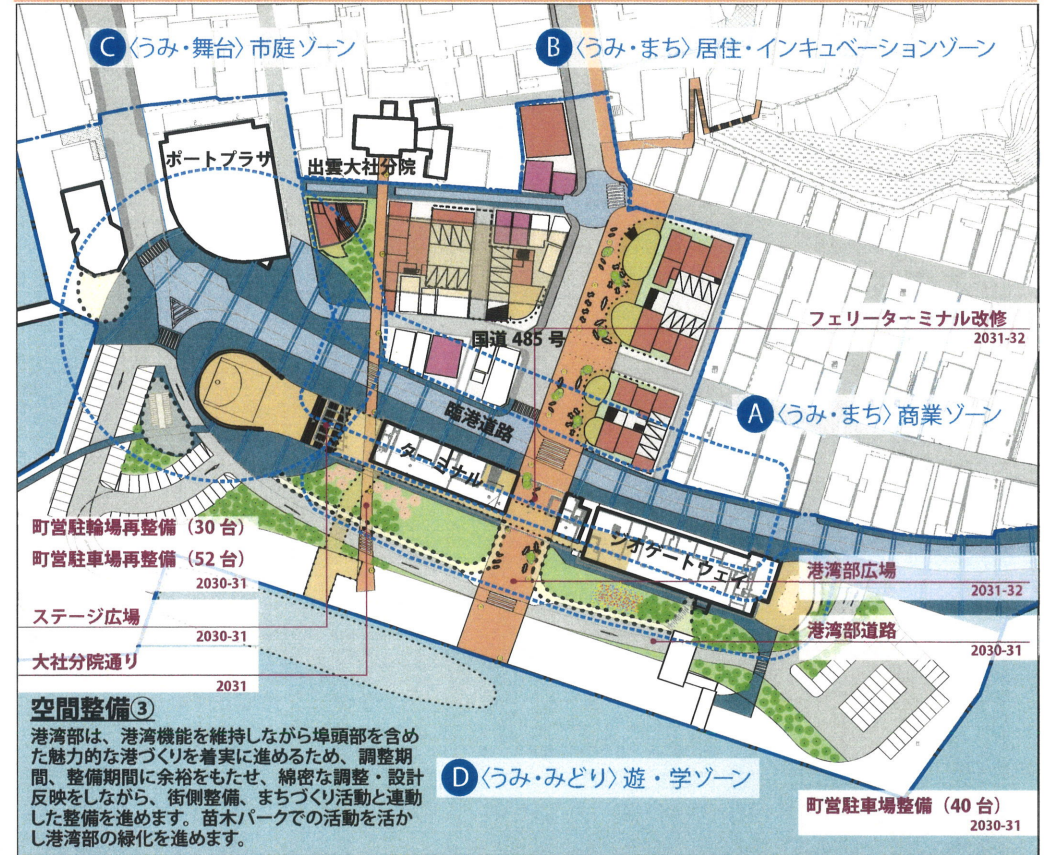 C 〈うみ・舞台〉市庭ゾーン
B 〈うみ・まち〉居住・インキュベーションゾーン
ポートプラザ
出雲大社分院
フェリーターミナル改修
2031-32
国道 485 号
A 〈うみ・まち〉商業ゾーン
臨港道路
ターミナル
ジオゲートウェイ
町営駐輪場再整備（30 台）
町営駐車場再整備（52 台）
2030-31
港湾部広場
2031-32
ステージ広場
2030-31
港湾部道路
2030-31
大社分院通り
2031
空間整備③
港湾部は、港湾機能を維持しながら埠頭部を含め
た魅力的な港づくりを着実に進めるため、調整期
間、整備期間に余裕をもたせ、綿密な調整・設計
反映をしながら、街側整備、まちづくり活動と連動
した整備を進めます。苗木パークでの活動を活か
し港湾部の緑化を進めます。
D 〈うみ・みどり〉遊・学ゾーン
町営駐車場整備（40 台）
2030-31